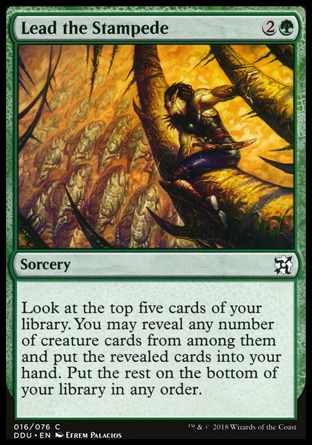 Lead the Stampede 2
Sorcery
Look at the top five cards of your
library. You may reveal any number
of creature cards from among them
and put the revealed cards into your
hand. Put the rest on the bottom of
your library in any order.
016/076 C
DDU • EN Efrem Palacios
™ & © 2018 Wizards of the Coast